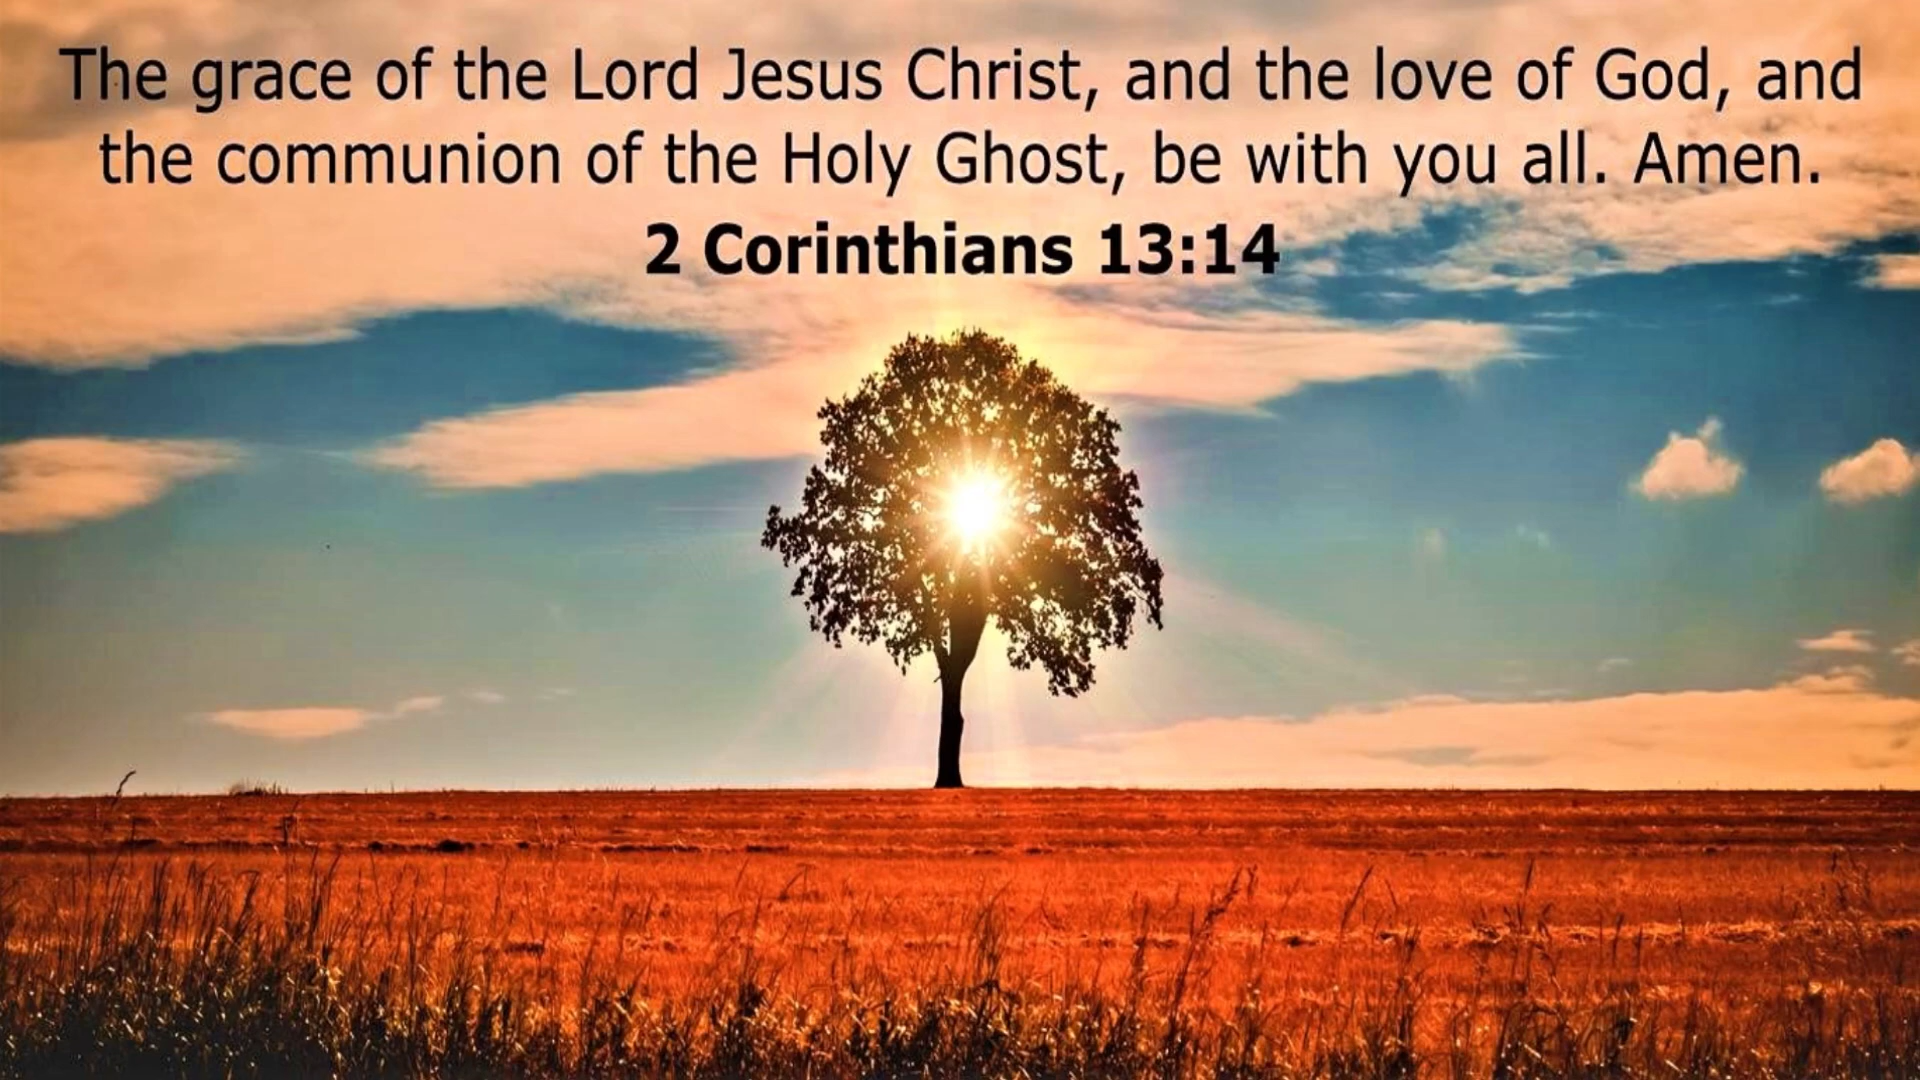 The grace of the Lord Jesus Christ, and the love of God, and
the communion of the Holy Ghost, be with you all. Amen.
2 Corinthians 13:14